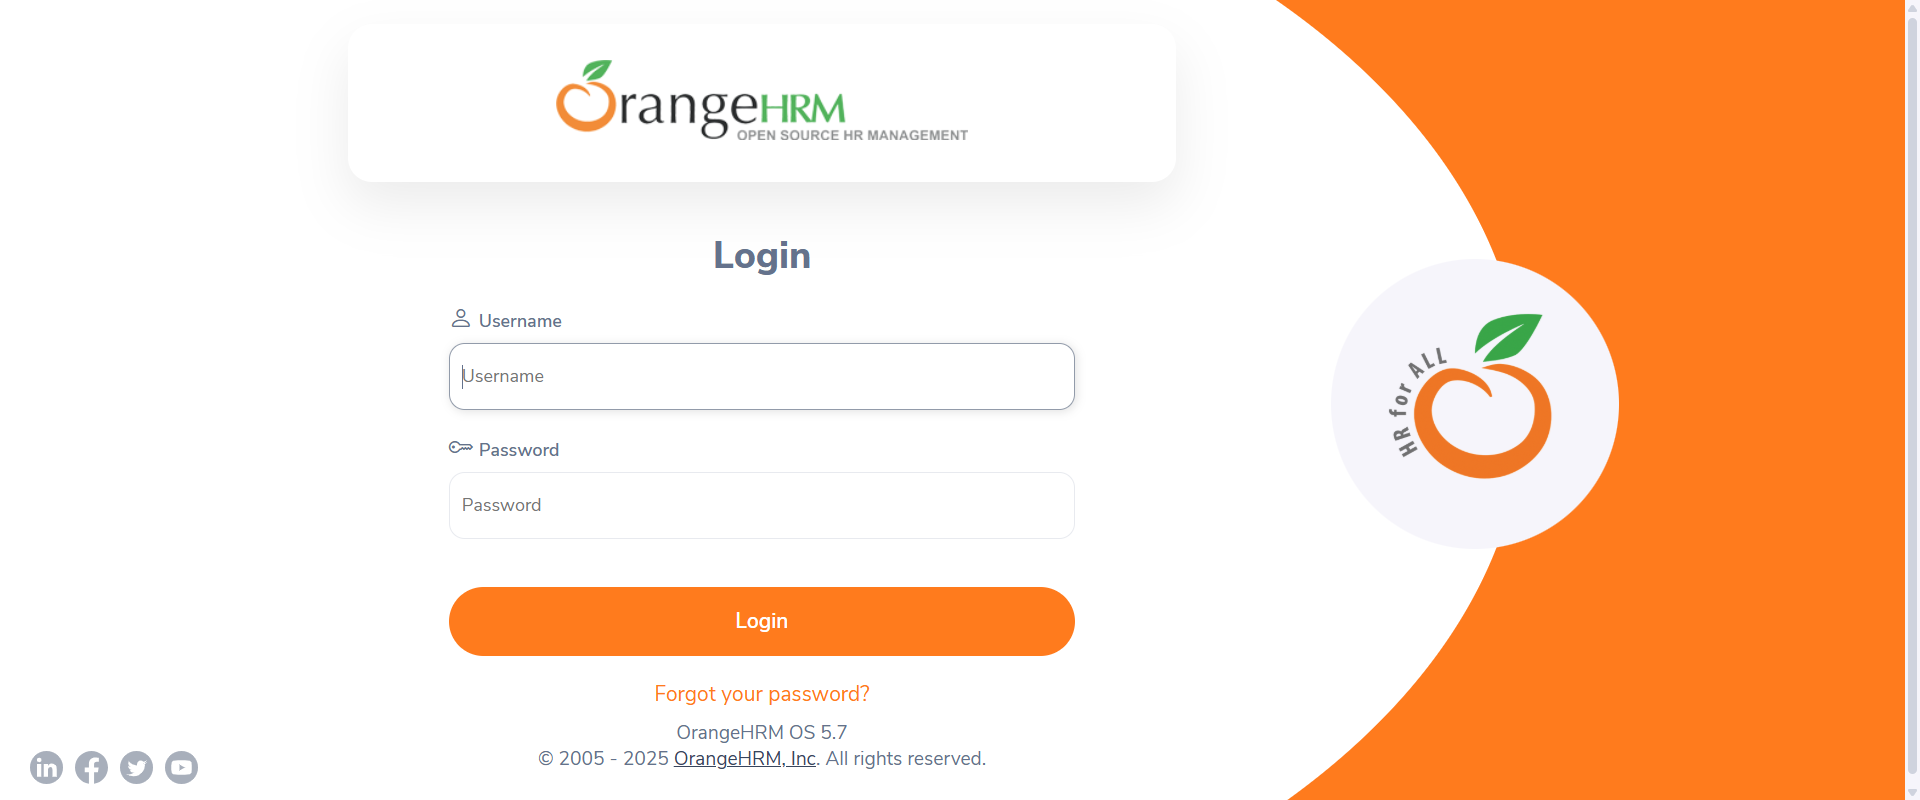 OrangeHRM
OPEN SOURCE HR MANAGEMENT
Login
Username
Username
Password
Password
Login
Forgot your password?
OrangeHRM OS 5.7
© 2005 - 2025 OrangeHRM, Inc. All rights reserved.
HR for ALL